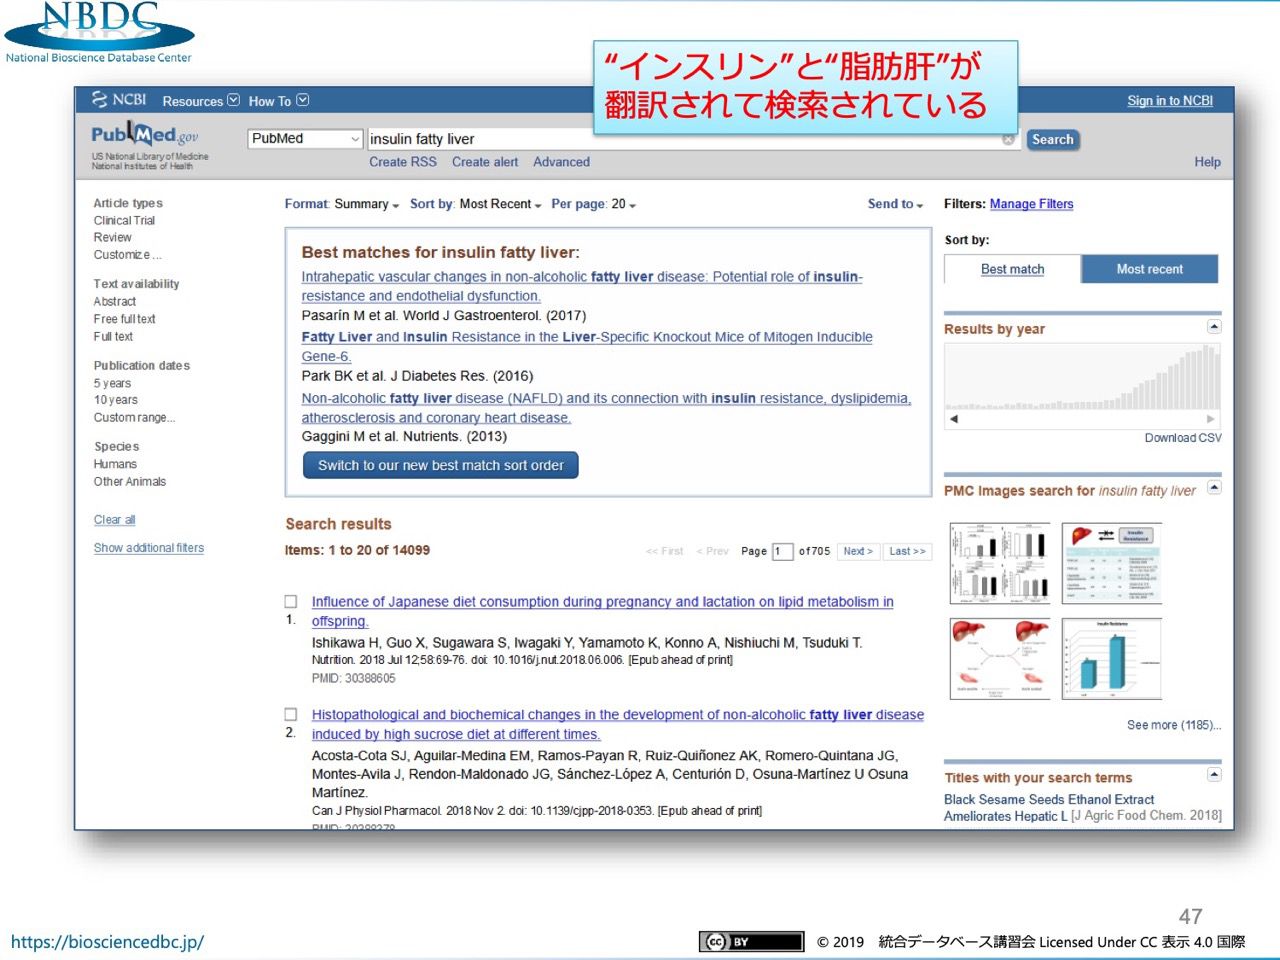 NBDC
National Bioscience Database Center
“インスリン”と“脂肪肝”が
翻訳されて検索されている
NCBI Resources How To Sign in to NCBI
PubMed.gov
US National Library of Medicine
National Institutes of Health
PubMed insulin fatty liver Search
Create RSS Create alert Advanced Help
Article types
Clinical Trial
Review
Customize ...
Text availability
Abstract
Free full text
Full text
Publication dates
5 years
10 years
Custom range...
Species
Humans
Other Animals
Clear all
Show additional filters
Format: Summary Sort by: Most Recent Per page: 20 Send to
Best matches for insulin fatty liver:
Intrahepatic vascular changes in non-alcoholic fatty liver disease: Potential role of insulin-
resistance and endothelial dysfunction.
Pasarín M et al. World J Gastroenterol. (2017)
Fatty Liver and Insulin Resistance in the Liver-Specific Knockout Mice of Mitogen Inducible
Gene-6.
Park BK et al. J Diabetes Res. (2016)
Non-alcoholic fatty liver disease (NAFLD) and its connection with insulin resistance, dyslipidemia,
atherosclerosis and coronary heart disease.
Gaggini M et al. Nutrients. (2013)
Switch to our new best match sort order
Search results
Items: 1 to 20 of 14099
<< First < Prev Page 1 of 705 Next > Last >>
Influence of Japanese diet consumption during pregnancy and lactation on lipid metabolism in
1. offspring.
Ishikawa H, Guo X, Sugawara S, Iwagaki Y, Yamamoto K, Konno A, Nishiuchi M, Tsuduki T.
Nutrition. 2018 Jul 12;58:69-76. doi: 10.1016/j.nut.2018.06.006. [Epub ahead of print]
PMID: 30388605
Histopathological and biochemical changes in the development of non-alcoholic fatty liver disease
2. induced by high sucrose diet at different times.
Acosta-Cota SJ, Aguilar-Medina EM, Ramos-Payan R, Ruiz-Quiñonez AK, Romero-Quintana JG,
Montes-Avila J, Rendon-Maldonado JG, Sánchez-López A, Centurión D, Osuna-Martínez U Osuna
Martínez.
Can J Physiol Pharmacol. 2018 Nov 2. doi: 10.1139/cjpp-2018-0353. [Epub ahead of print]
PMID: 30388378
Filters: Manage Filters
Sort by:
Best match Most recent
Results by year
Download CSV
PMC Images search for insulin fatty liver
Insulin Resistance
See more (1185)...
Titles with your search terms
Black Sesame Seeds Ethanol Extract
Ameliorates Hepatic L [J Agric Food Chem. 2018]
47
https://biosciencedbc.jp/
CC BY © 2019 統合データベース講習会 Licensed Under CC 表示 4.0 国際